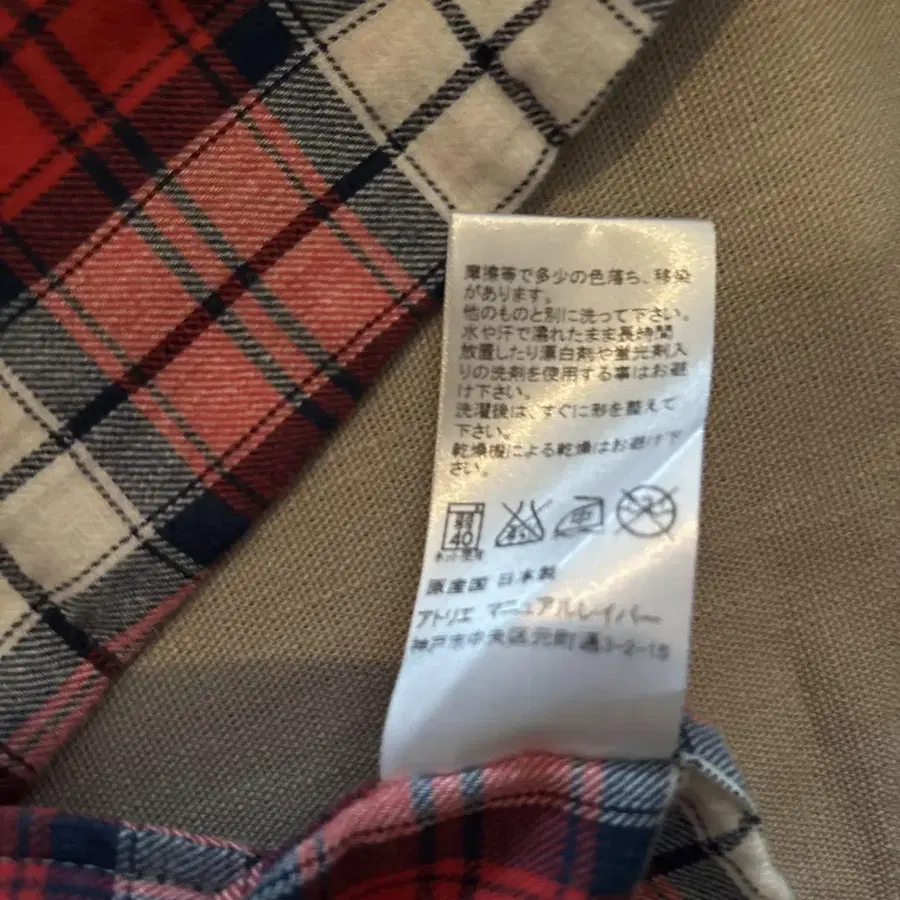 摩擦等で多少の色落ち、移染
があります。
他のものと別に洗って下さい。
水や汗で濡れたまま長時間
放置したり漂白剤や蛍光剤入
りの洗剤を使用する事はお避
け下さい。
洗濯後は、すぐに形を整えて
下さい。
乾燥機による乾燥はお避け下
さい。
弱
40
中
ネット使用
原産国 日本製
アトリエ マニュアルレイバー
神戸市中央区元町通3-2-15